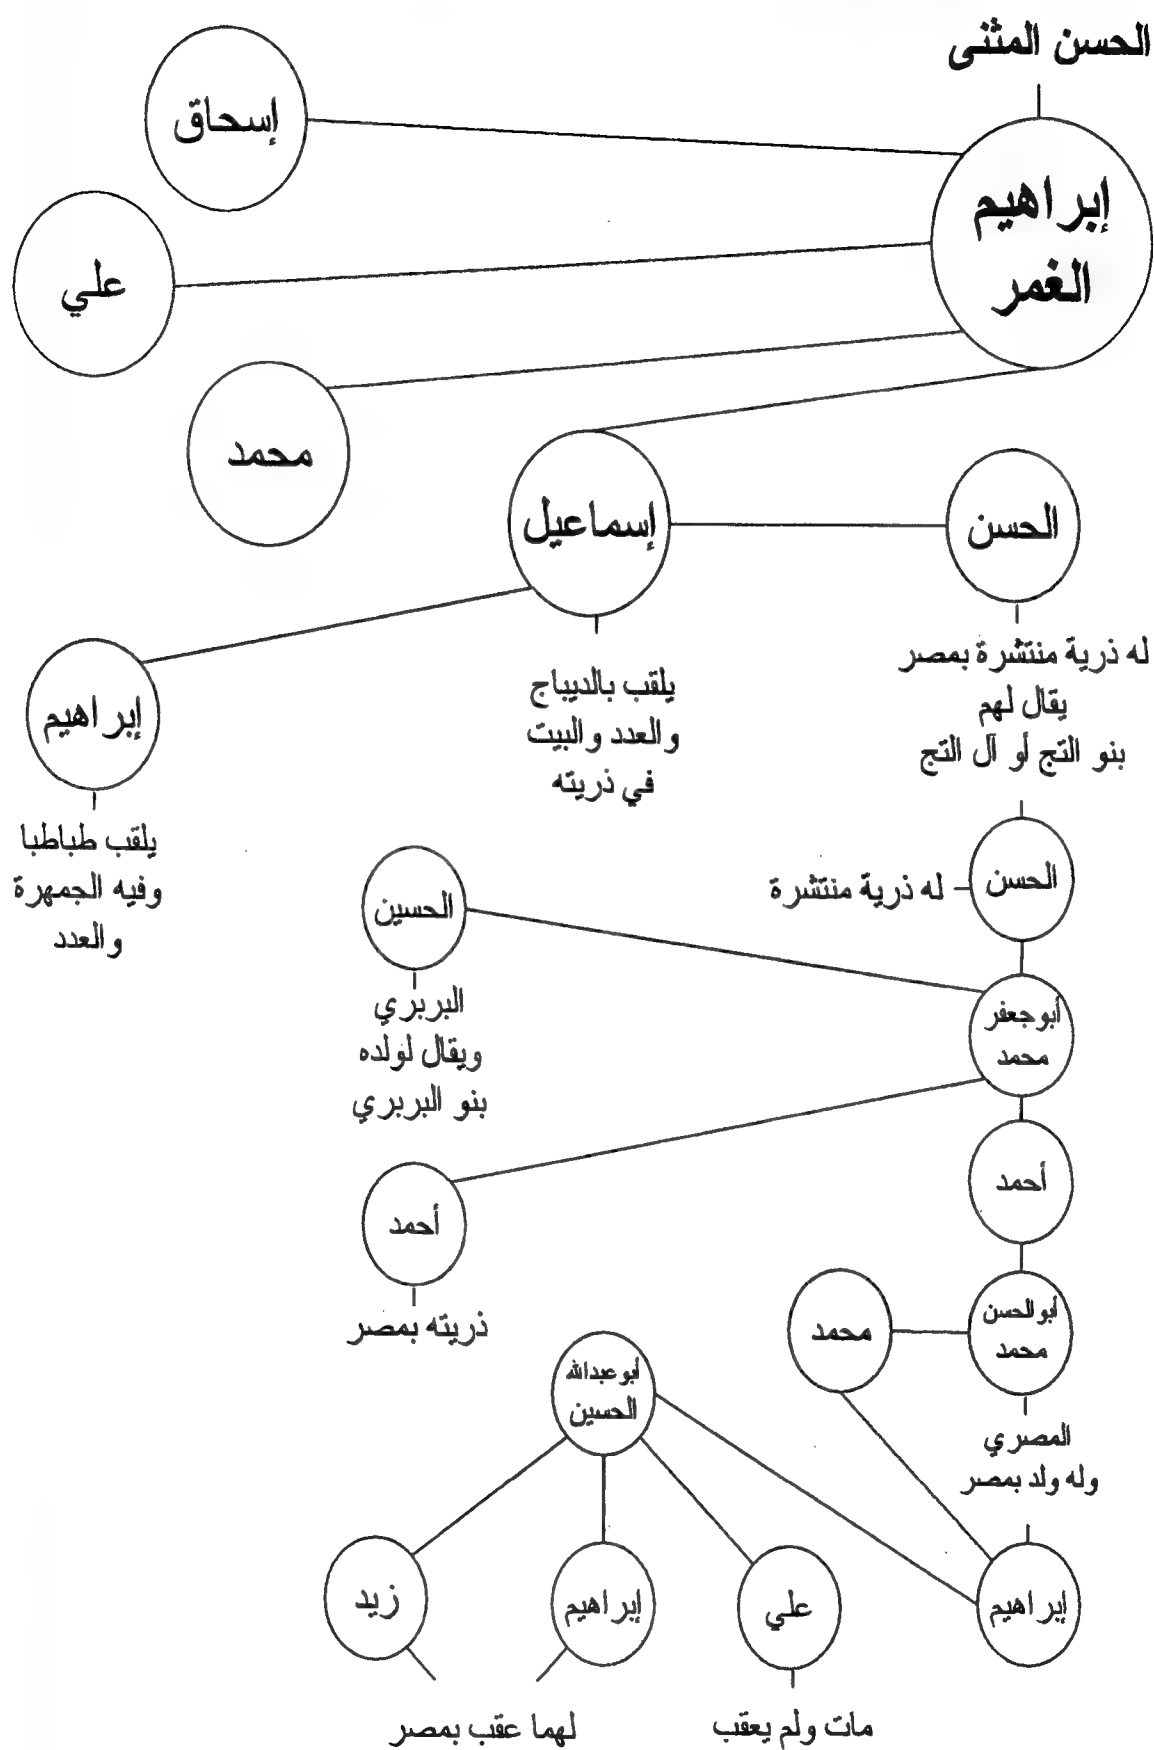 الحسن المثنى
إبراهيم
الغمر
إسحاق
علي
محمد
إسماعيل
يلقب بالديباج
والعدد والبيت
في ذريته
الحسن
له ذرية منتشرة بمصر
يقال لهم
بنو التج أو آل التج
إبراهيم
يلقب طباطبا
وفيه الجمهرة
والعدد
الحسن
له ذرية منتشرة
أبوجعفر
محمد
الحسين
البربري
ويقال لولده
بنو البربري
أحمد
ذريته بمصر
أحمد
أبوالحسن
محمد
المصري
وله ولد بمصر
محمد
إبراهيم
أبوعبدالله
الحسين
علي
مات ولم يعقب
إبراهيم
زيد
لهما عقب بمصر